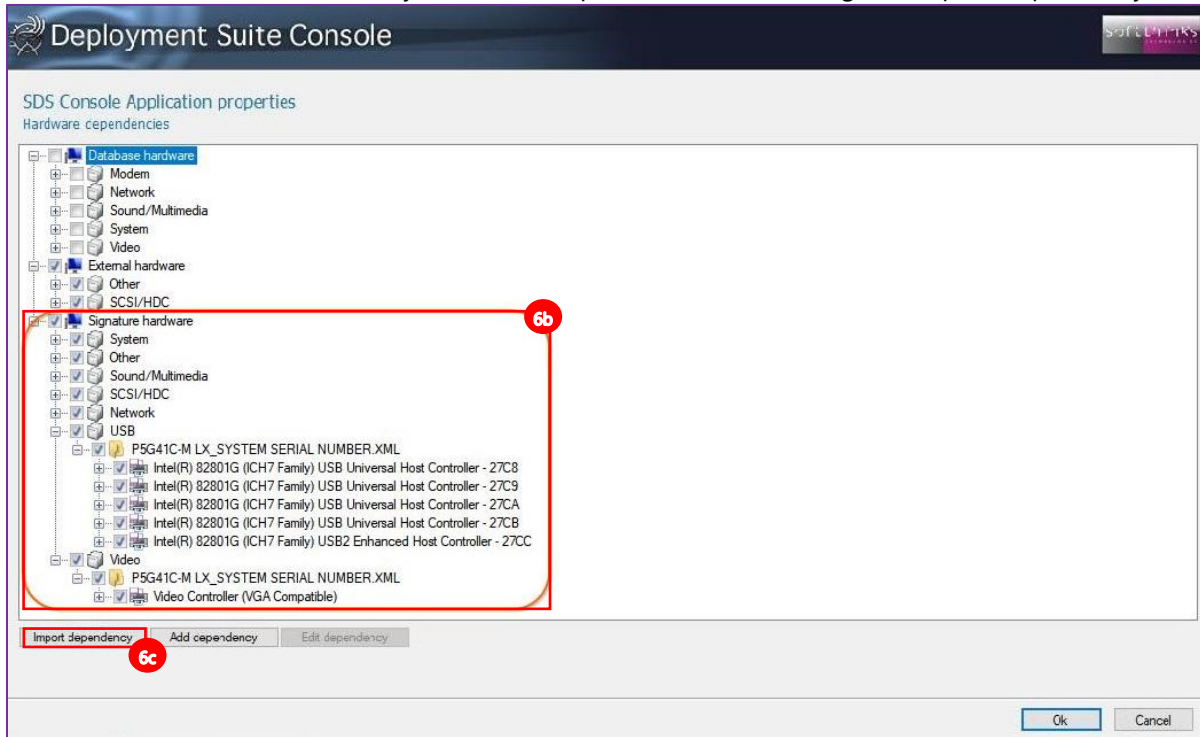 Deployment Suite Console
SDS Console Application properties
Hardware cependencies
Database hardware
Modem
Network
Sound/Multimedia
System
Video
External hardware
Other
SCSI/HDC
Signature hardware
6b
System
Other
Sound/Multimedia
SCSI/HDC
Network
USB
P5G41C-M LX_SYSTEM SERIAL NUMBER.XML
Intel(R) 82801G (ICH7 Family) USB Universal Host Controller - 27C8
Intel(R) 82801G (ICH7 Family) USB Universal Host Controller - 27C9
Intel(R) 82801G (ICH7 Family) USB Universal Host Controller - 27CA
Intel(R) 82801G (ICH7 Family) USB Universal Host Controller - 27CB
Intel(R) 82801G (ICH7 Family) USB2 Enhanced Host Controller - 27CC
Video
P5G41C-M LX_SYSTEM SERIAL NUMBER.XML
Video Controller (VGA Compatible)
Import dependency Add cependency Edit dependency
6c
Ok Cancel